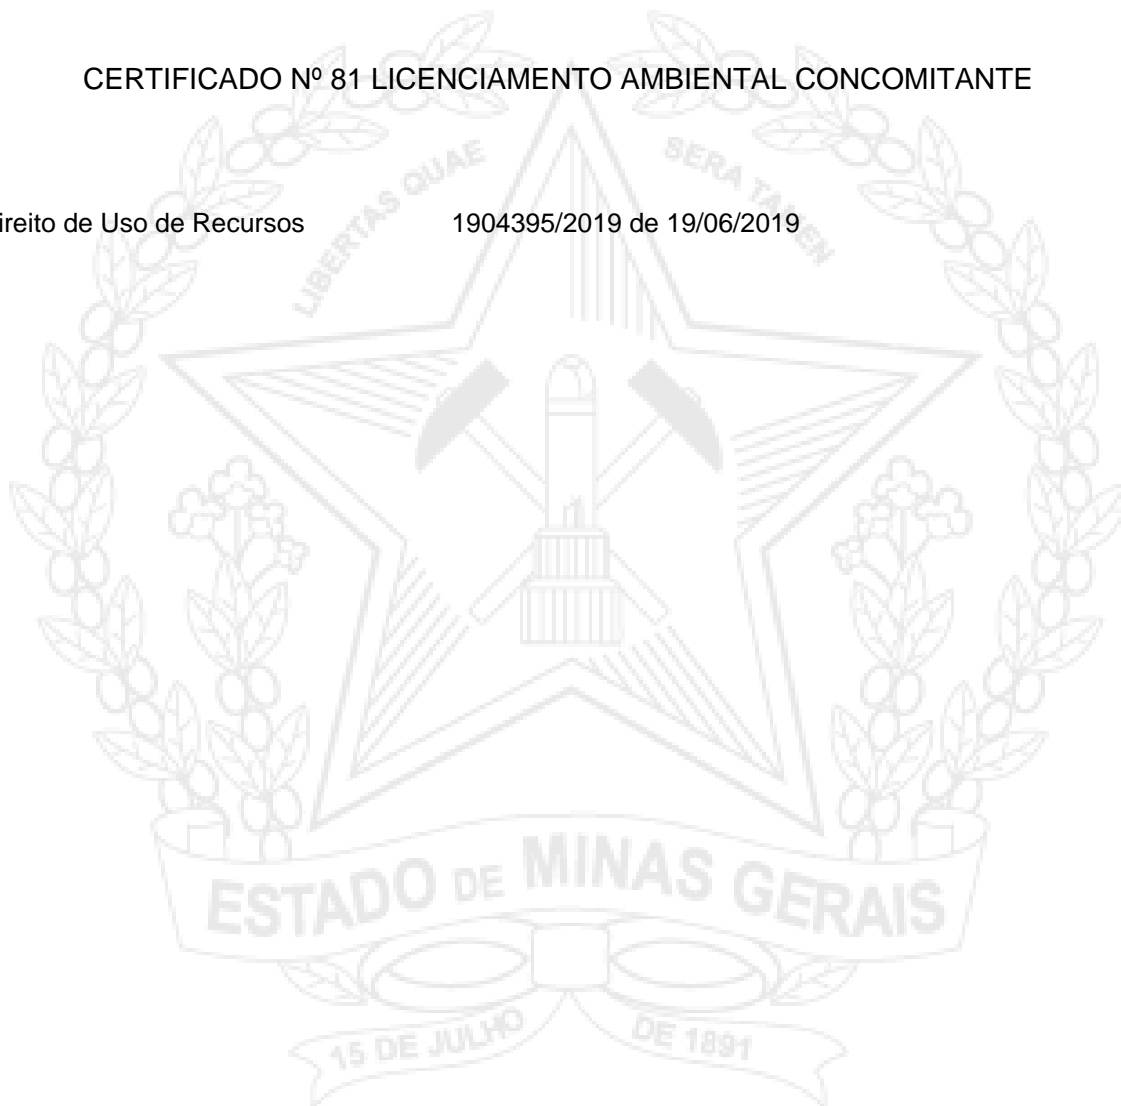 CERTIFICADO Nº 81 LICENCIAMENTO AMBIENTAL CONCOMITANTE
LIBERTAS QUAE SERA TAMEN
ireito de Uso de Recursos 1904395/2019 de 19/06/2019
ESTADO DE MINAS GERAIS
15 DE JULHO DE 1891